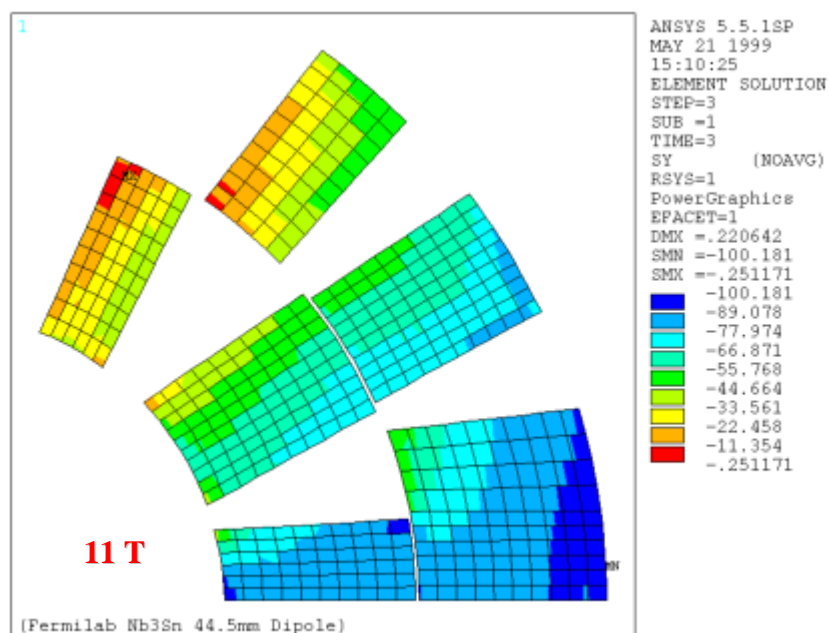 1
ANSYS 5.5.1SP
MAY 21 1999
15:10:25
ELEMENT SOLUTION
STEP=3
SUB =1
TIME=3
SY (NOAVG)
RSYS=1
PowerGraphics
EFACET=1
DMX =.220642
SMN =-100.181
SMX =-.251171
-100.181
-89.078
-77.974
-66.871
-55.768
-44.664
-33.561
-22.458
-11.354
-.251171
11 T
(Fermilab Nb3Sn 44.5mm Dipole)